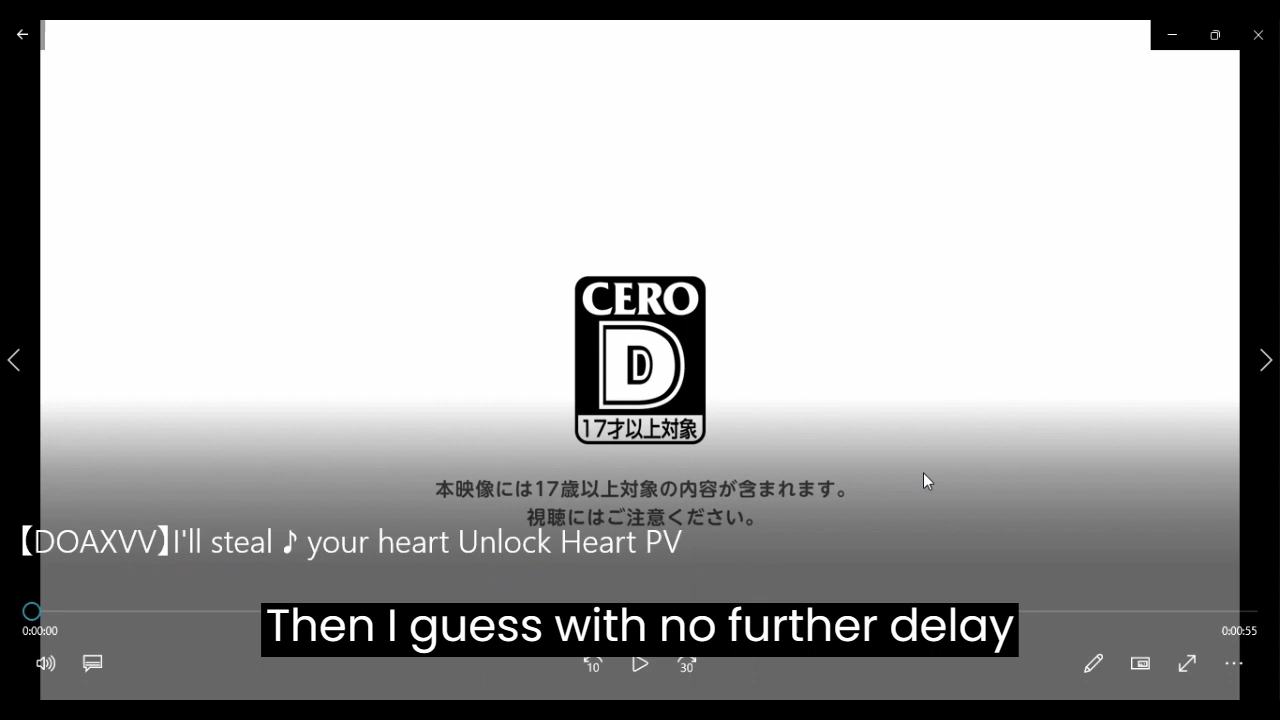 CERO
D
17才以上対象
本映像には17歳以上対象の内容が含まれます。
視聴にはご注意ください。
【DOAXVV】I'll steal ♪ your heart Unlock Heart PV
Then I guess with no further delay
0:00:00
0:00:55
10
30